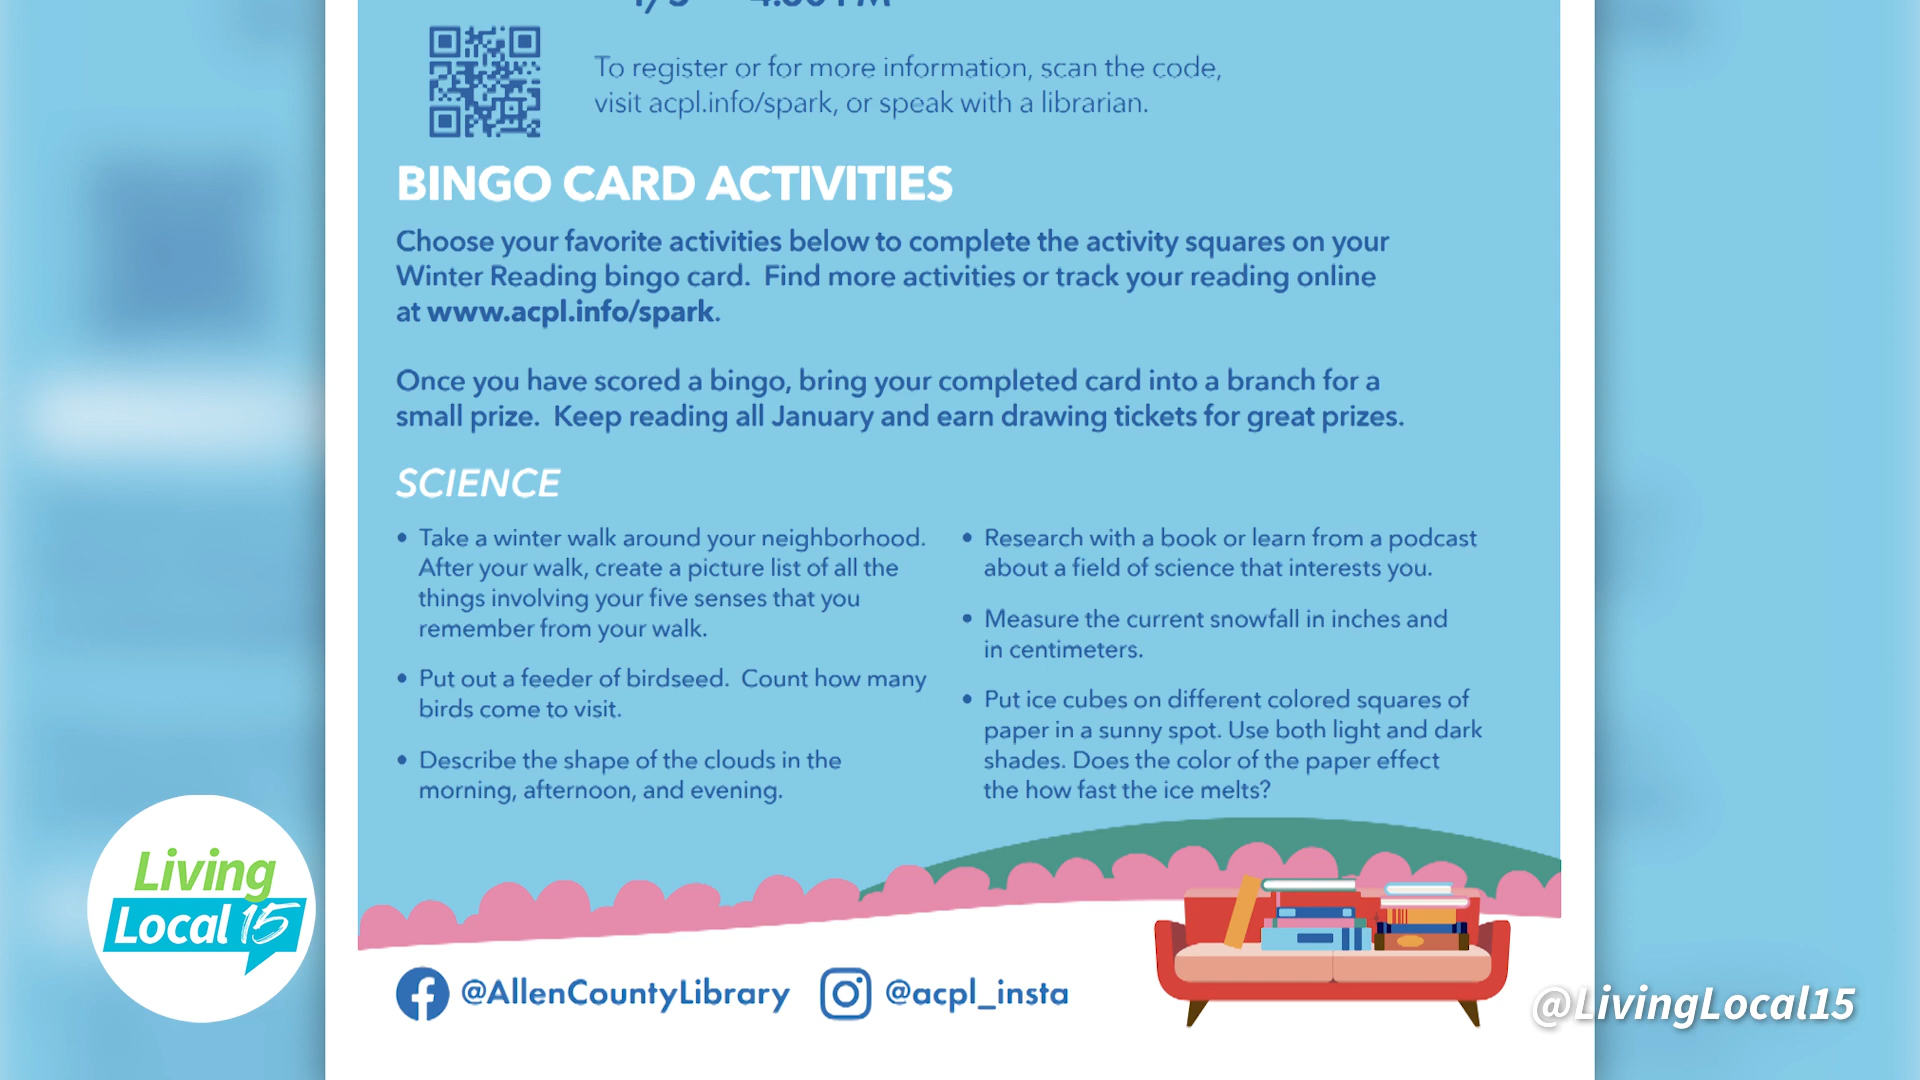 To register or for more information, scan the code,
visit acpl.info/spark, or speak with a librarian.
BINGO CARD ACTIVITIES
Choose your favorite activities below to complete the activity squares on your
Winter Reading bingo card. Find more activities or track your reading online
at www.acpl.info/spark.
Once you have scored a bingo, bring your completed card into a branch for a
small prize. Keep reading all January and earn drawing tickets for great prizes.
SCIENCE
• Take a winter walk around your neighborhood.
After your walk, create a picture list of all the
things involving your five senses that you
remember from your walk.
• Put out a feeder of birdseed. Count how many
birds come to visit.
• Describe the shape of the clouds in the
morning, afternoon, and evening.
• Research with a book or learn from a podcast
about a field of science that interests you.
• Measure the current snowfall in inches and
in centimeters.
• Put ice cubes on different colored squares of
paper in a sunny spot. Use both light and dark
shades. Does the color of the paper effect
the how fast the ice melts?
Living
Local 15
@AllenCountyLibrary
@acpl_insta
@LivingLocal15